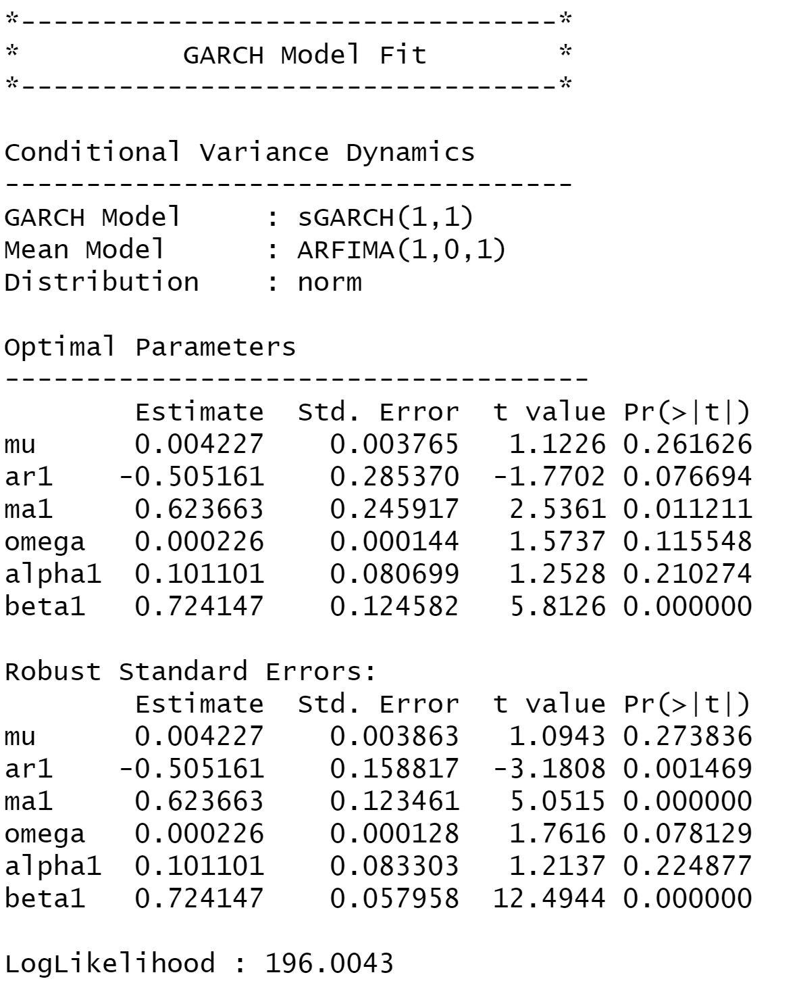 *---------------------------------*
*          GARCH Model Fit        *
*---------------------------------*

Conditional Variance Dynamics
-----------------------------------
GARCH Model     : sGARCH(1,1)
Mean Model      : ARFIMA(1,0,1)
Distribution    : norm

Optimal Parameters
------------------------------------
        Estimate  Std. Error  t value Pr(>|t|)
mu      0.004227    0.003765   1.1226 0.261626
ar1    -0.505161    0.285370  -1.7702 0.076694
ma1     0.623663    0.245917   2.5361 0.011211
omega   0.000226    0.000144   1.5737 0.115548
alpha1  0.101101    0.080699   1.2528 0.210274
beta1   0.724147    0.124582   5.8126 0.000000

Robust Standard Errors:
        Estimate  Std. Error  t value Pr(>|t|)
mu      0.004227    0.003863   1.0943 0.273836
ar1    -0.505161    0.158817  -3.1808 0.001469
ma1     0.623663    0.123461   5.0515 0.000000
omega   0.000226    0.000128   1.7616 0.078129
alpha1  0.101101    0.083303   1.2137 0.224877
beta1   0.724147    0.057958  12.4944 0.000000

LogLikelihood : 196.0043